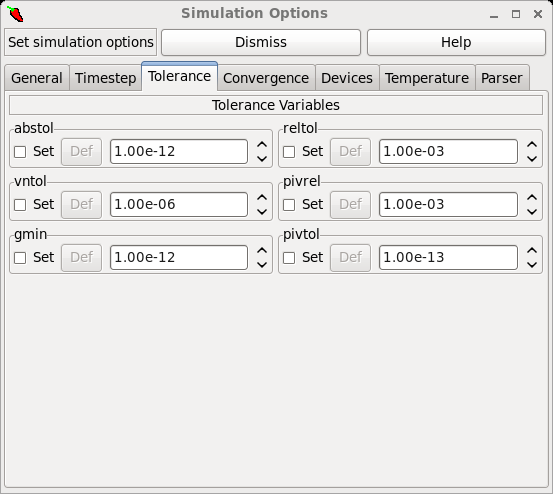 Simulation Options
Set simulation options Dismiss Help
General Timestep Tolerance Convergence Devices Temperature Parser
Tolerance Variables
abstol reltol
Set Def 1.00e-12 Set Def 1.00e-03
vntol pivrel
Set Def 1.00e-06 Set Def 1.00e-03
gmin pivtol
Set Def 1.00e-12 Set Def 1.00e-13